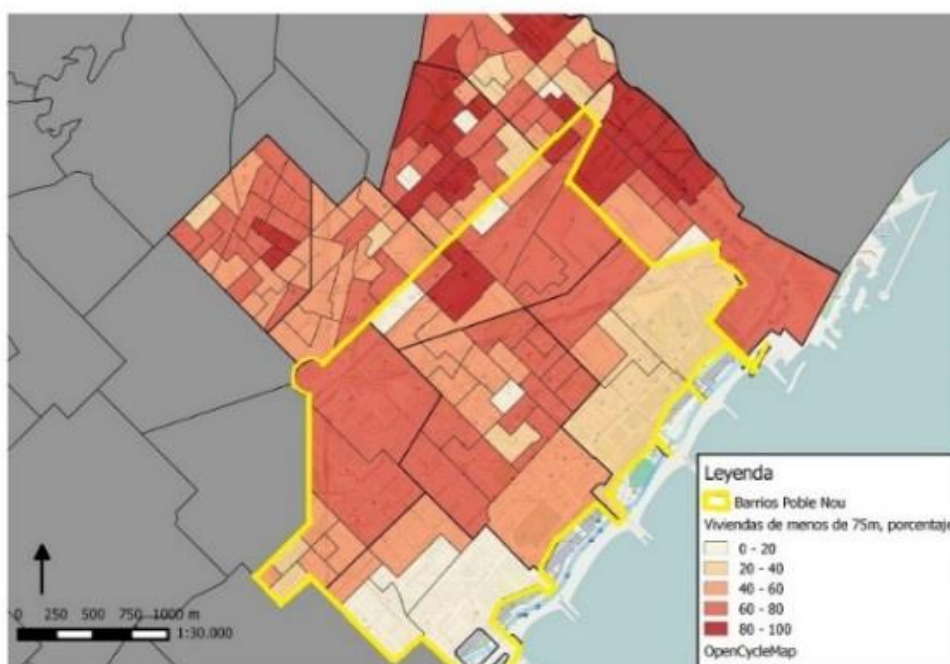 Leyenda
Barrios Poble Nou
Viviendas de menos de 75m, porcentaje
0 - 20
20 - 40
40 - 60
60 - 80
80 - 100
OpenCycleMap
0 250 500 750 1000 m
1:30.000